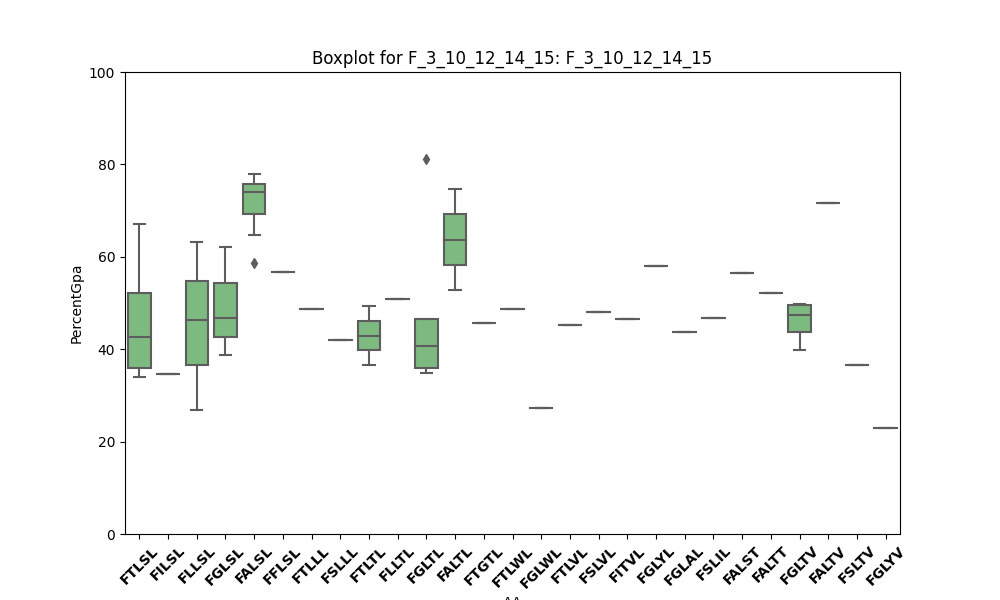 Boxplot for F_3_10_12_14_15: F_3_10_12_14_15
100
80
60
40
20
0
PercentGpa
FTLSL FILSL FLLSL FGLSL FALSL FFLSL FTLLL FSLLL FTLTL FLLTL FGLTL FALTL FTGTL FTLWL FGLWL FTLVL FSLVL FITVL FGLYL FGLAL FSLIL FALST FALTT FGLTV FALTV FSLTV FGLYV